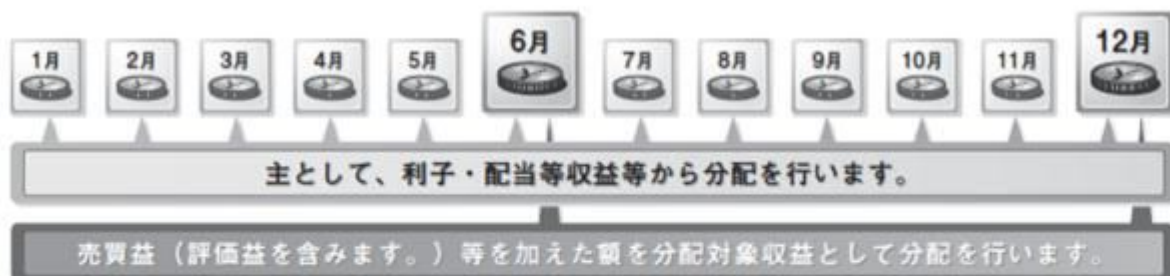 1月 2月 3月 4月 5月 6月 7月 8月 9月 10月 11月 12月
主として、利子・配当等収益等から分配を行います。
売買益（評価益を含みます。）等を加えた額を分配対象収益として分配を行います。